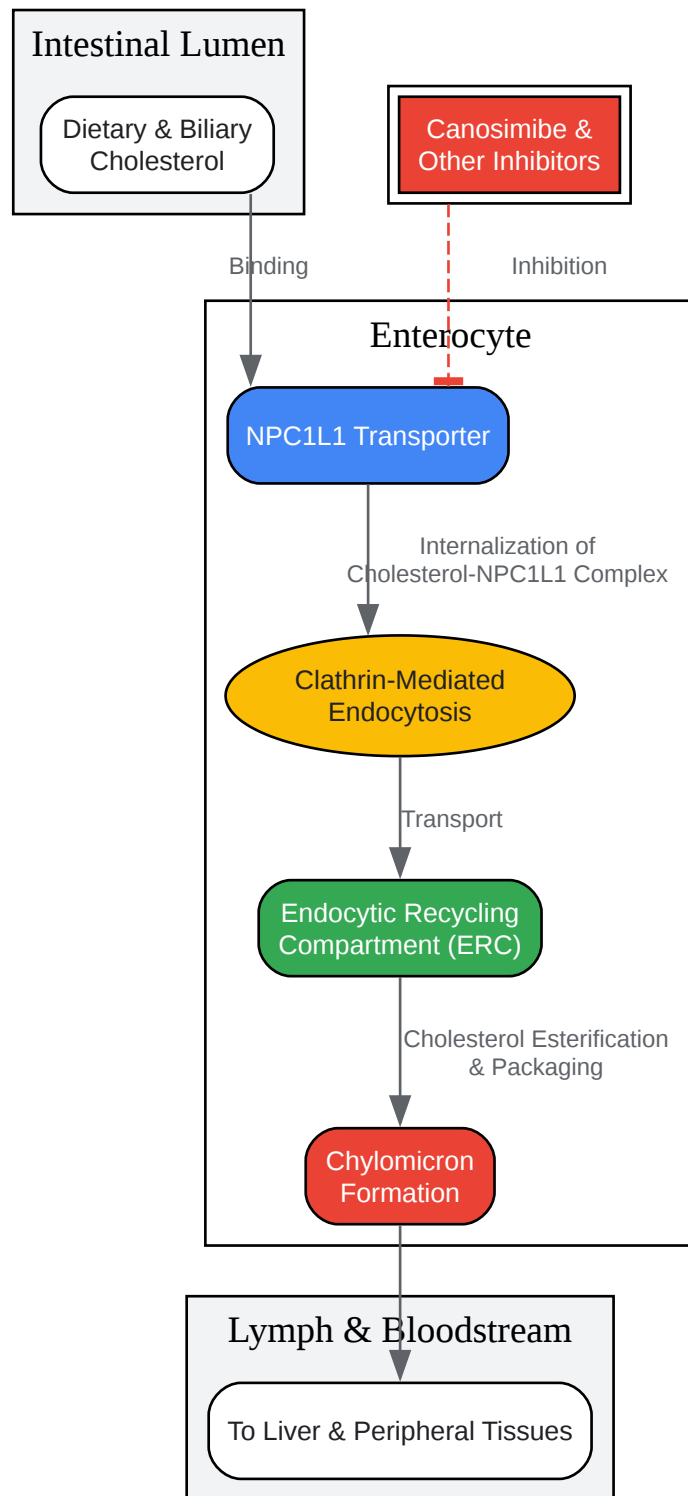 Intestinal Lumen
Dietary & Biliary
Cholesterol
Canosimibe &
Other Inhibitors
Binding
Inhibition
Enterocyte
NPC1L1 Transporter
Internalization of
Cholesterol-NPC1L1 Complex
Clathrin-Mediated
Endocytosis
Transport
Endocytic Recycling
Compartment (ERC)
Cholesterol Esterification
& Packaging
Chylomicron
Formation
Lymph & Bloodstream
To Liver & Peripheral Tissues